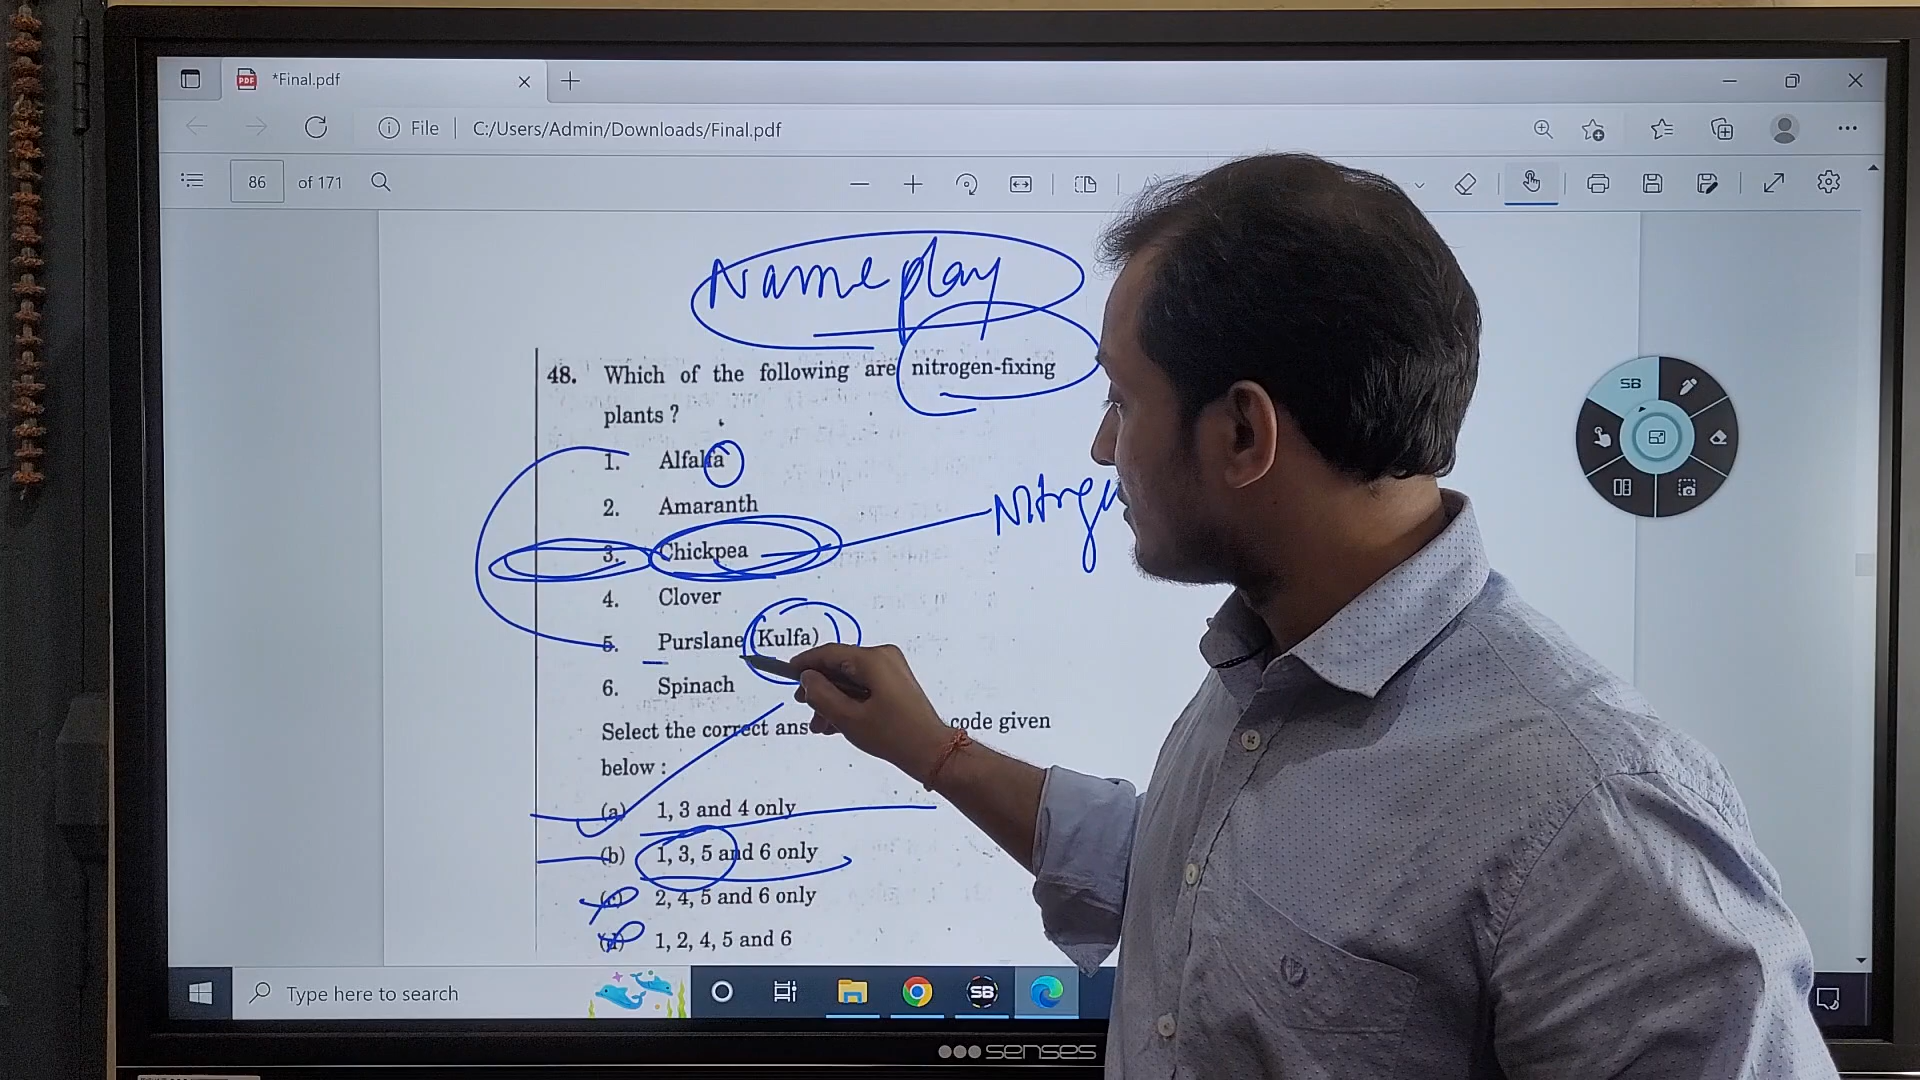 *Final.pdf
File
C:/Users/Admin/Downloads/Final.pdf
86 of 171
Name play
48. Which of the following are nitrogen-fixing
plants ?
1. Alfalfa
2. Amaranth
3. Chickpea
4. Clover
5. Purslane (Kulfa)
6. Spinach
Select the correct
code given
below :
(a) 1, 3 and 4 only
(b) 1, 3, 5 and 6 only
(c) 2, 4, 5 and 6 only
(d) 1, 2, 4, 5 and 6
SB
Type here to search
SB
senses